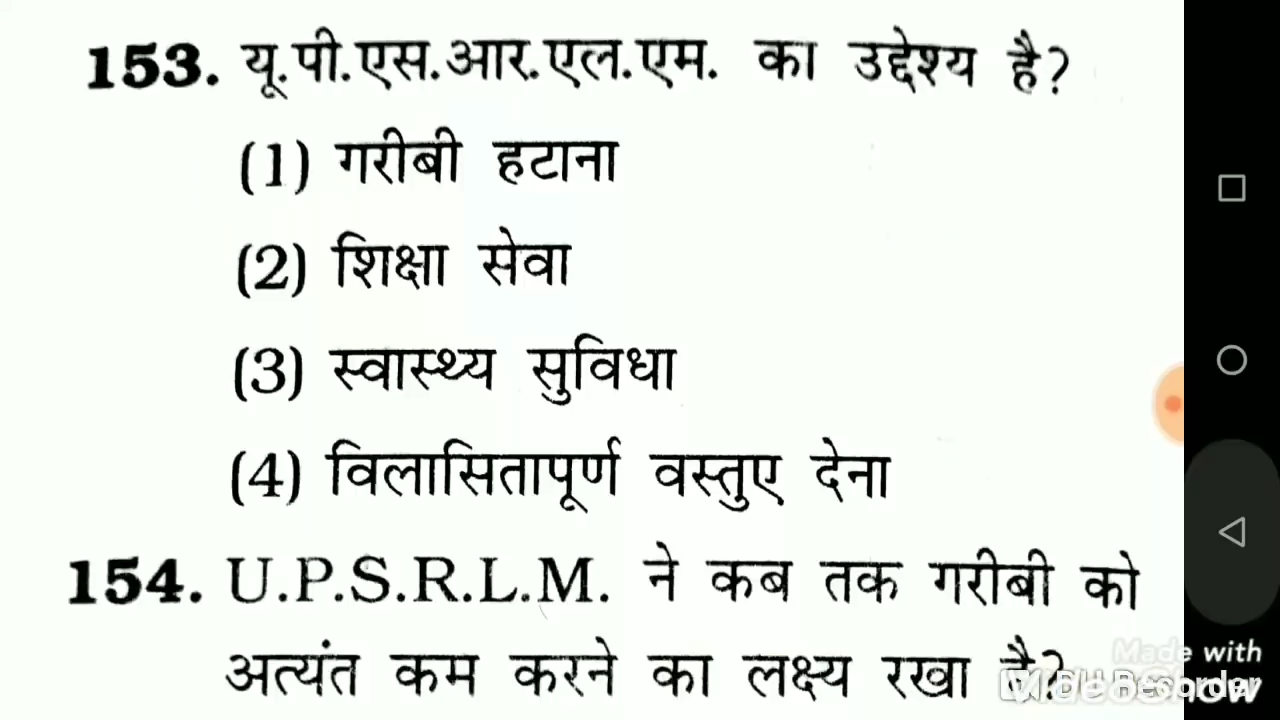 153. यू.पी.एस.आर.एल.एम. का उद्देश्य है?
(1) गरीबी हटाना
(2) शिक्षा सेवा
(3) स्वास्थ्य सुविधा
(4) विलासितापूर्ण वस्तुए देना
154. U.P.S.R.L.M. ने कब तक गरीबी को
अत्यंत कम करने का लक्ष्य रखा है?
Made with